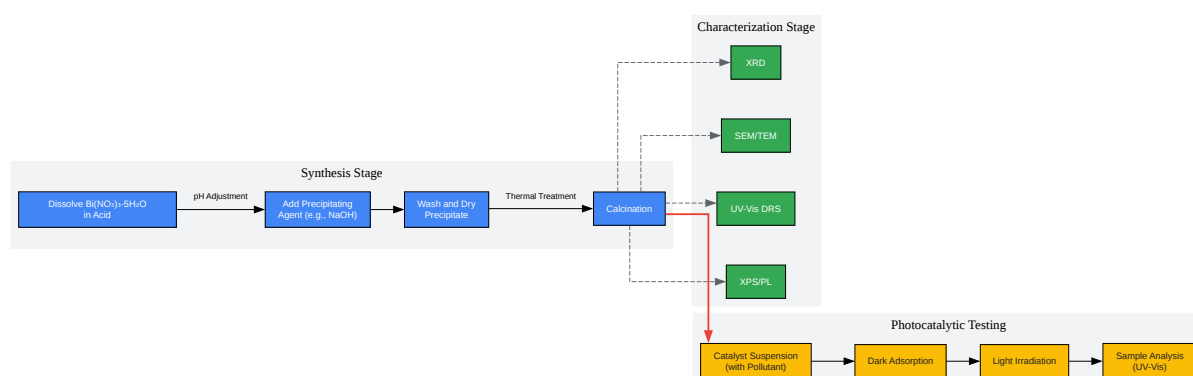 Characterization Stage
XRD
SEM/TEM
Synthesis Stage
Dissolve Bi(NO₃)₃·5H₂O
in Acid
pH Adjustment
Add Precipitating
Agent (e.g., NaOH)
Wash and Dry
Precipitate
Thermal Treatment
Calcination
UV-Vis DRS
XPS/PL
Photocatalytic Testing
Catalyst Suspension
(with Pollutant)
Dark Adsorption
Light Irradiation
Sample Analysis
(UV-Vis)